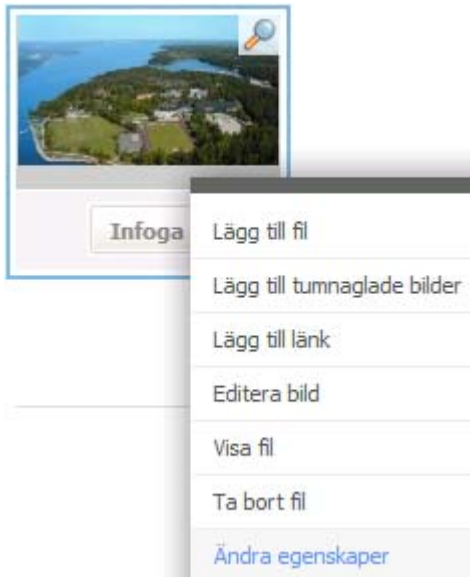 Infoga
Lägg till fil
Lägg till tumnaglade bilder
Lägg till länk
Editera bild
Visa fil
Ta bort fil
Ändra egenskaper